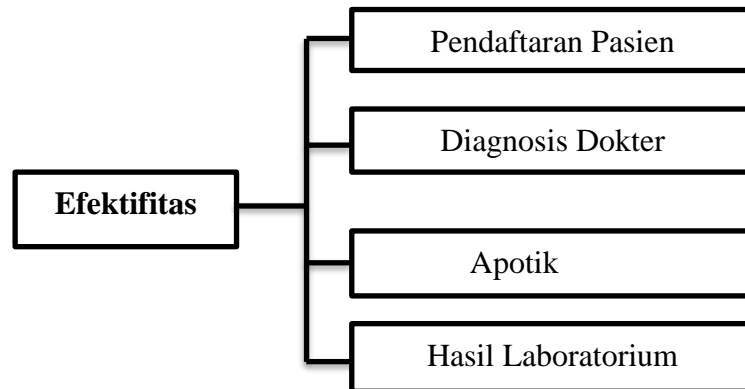 Pendaftaran Pasien
Diagnosis Dokter
Efektifitas
Apotik
Hasil Laboratorium